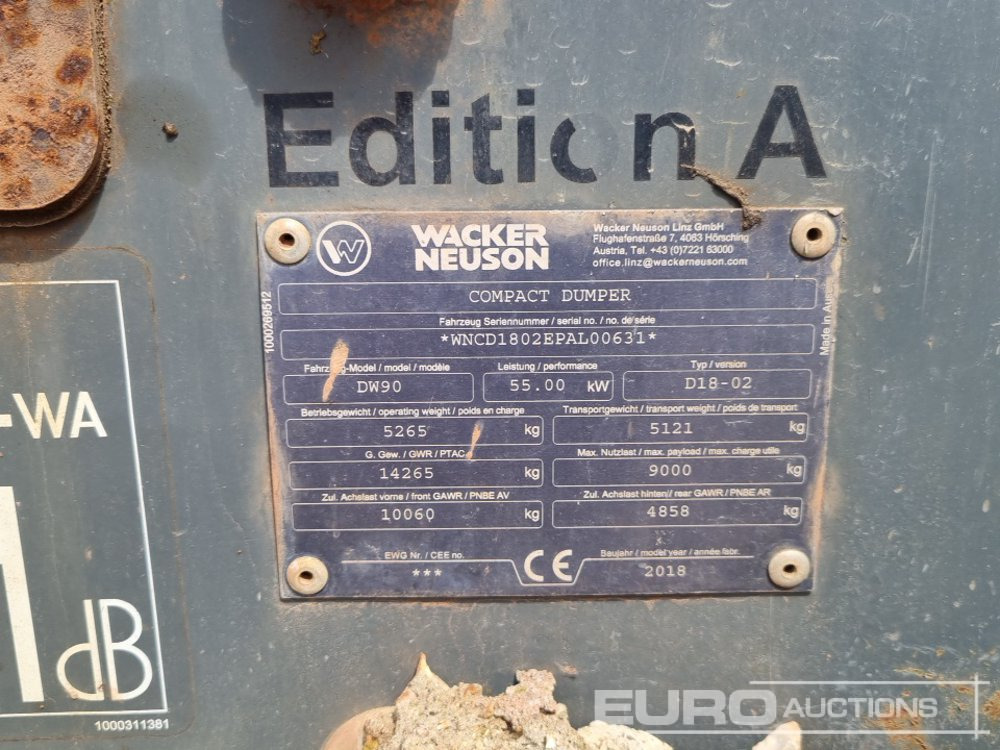 Edition A
WACKER
NEUSON
Wacker Neuson Linz GmbH
Flughafenstraße 7, 4063 Hörsching
Austria, Tel. +43 (0)7221 63000
office.linz@wackerneuson.com
1000269512
COMPACT DUMPER
Fahrzeug Seriennummer / serial no. / no. de série
*WNCD1802EPAL00631*
Made in
Fahrzeug-Model / model / modèle
Leistung / performance
Typ / version
DW90
55.00 kW
D18-02
Betriebsgewicht / operating weight / poids en charge
Transportgewicht / transport weight / poids de transport
5265 kg
5121 kg
G. Gew. / GWR / PTAC
Max. Nutzlast / max. payload / max. charge utile
14265 kg
9000 kg
Zul. Achslast vorne / front GAWR / PNBE AV
Zul. Achslast hinten / rear GAWR / PNBE AR
10060 kg
4858 kg
EWG Nr. / CEE no.
***
CE
Baujahr / model year / année fabr.
2018
-WA
1
dB
1000311381
EURO AUCTIONS